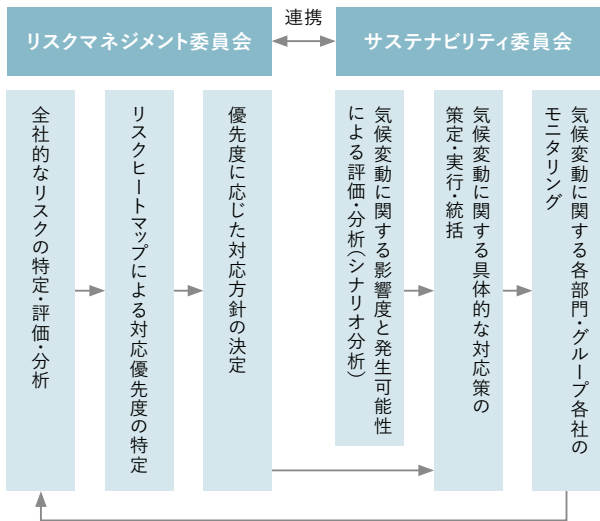 連携
リスクマネジメント委員会
サステナビリティ委員会
全社的なリスクの特定・評価・分析
リスクヒートマップによる対応優先度の特定
優先度に応じた対応方針の決定
気候変動に関する影響度と発生可能性
による評価・分析(シナリオ分析)
気候変動に関する具体的な対応策の
策定・実行・統括
気候変動に関する各部門・グループ各社の
モニタリング